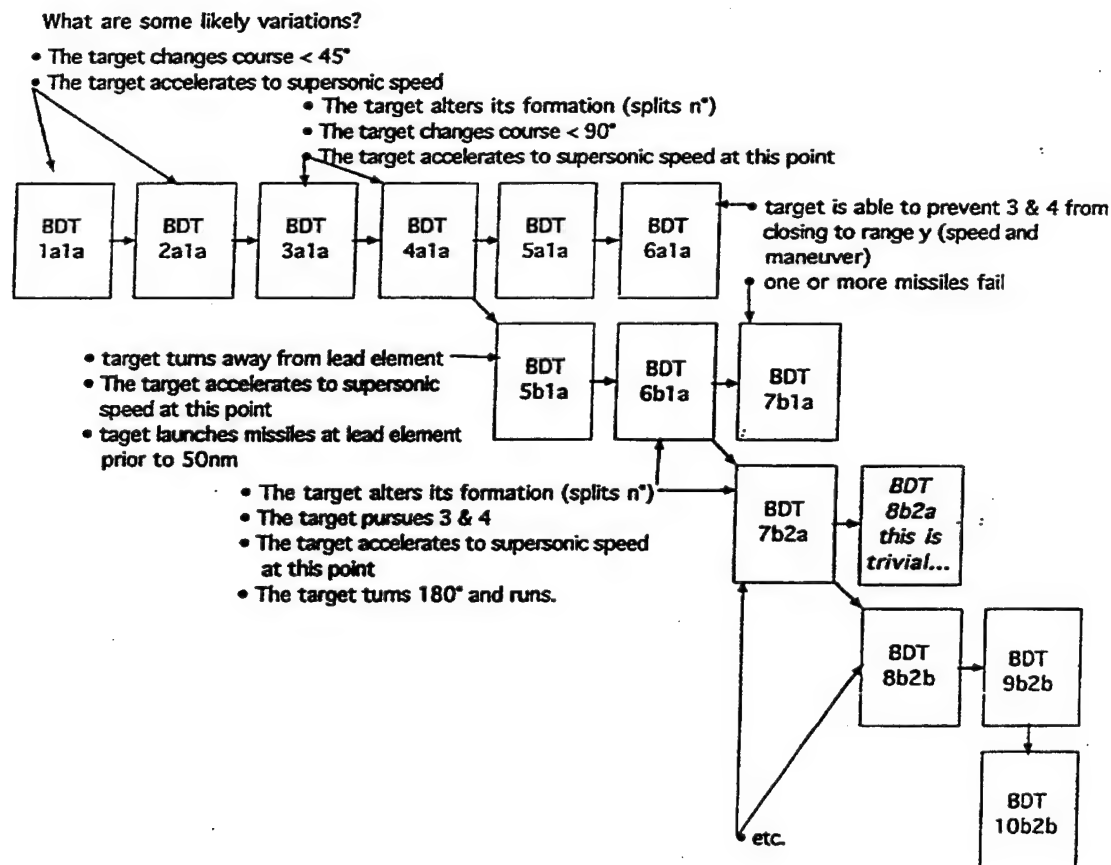 What are some likely variations?
• The target changes course < 45°
• The target accelerates to supersonic speed
• The target alters its formation (splits n°)
• The target changes course < 90°
• The target accelerates to supersonic speed at this point
BDT
1a1a
BDT
2a1a
BDT
3a1a
BDT
4a1a
BDT
5a1a
BDT
6a1a
• target is able to prevent 3 & 4 from
closing to range y (speed and
maneuver)
• one or more missiles fail
• target turns away from lead element
• The target accelerates to supersonic
speed at this point
• taget launches missiles at lead element
prior to 50nm
BDT
5b1a
BDT
6b1a
BDT
7b1a
• The target alters its formation (splits n°)
• The target pursues 3 & 4
• The target accelerates to supersonic speed
at this point
• The target turns 180° and runs.
BDT
7b2a
BDT
8b2a
this is
trivial...
BDT
8b2b
BDT
9b2b
BDT
10b2b
• etc.